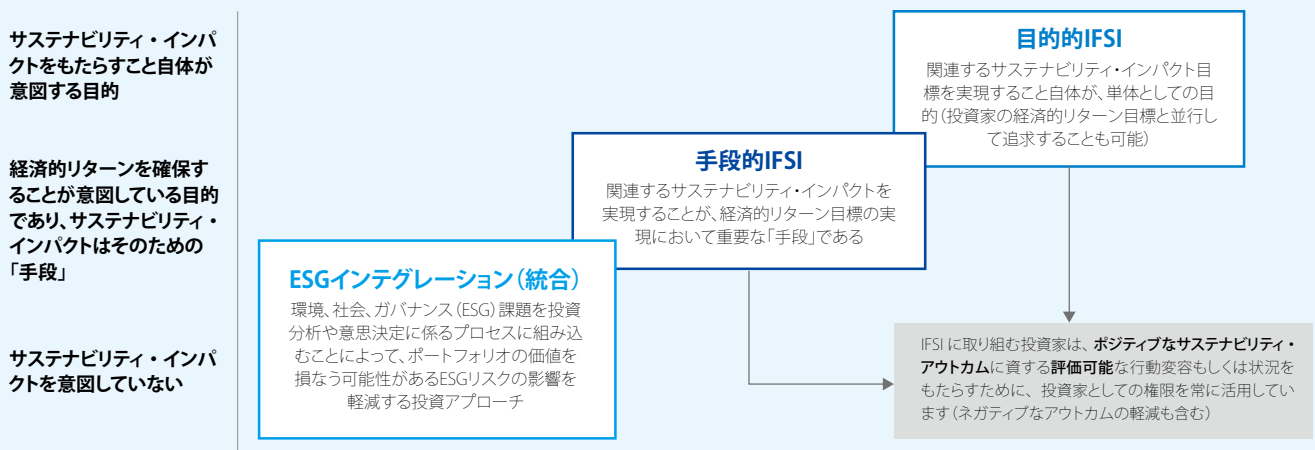 サステナビリティ・インパ
クトをもたらすこと自体が
意図する目的
経済的リターンを確保す
ることが意図している目的
であり、サステナビリティ・
インパクトはそのための
「手段」
サステナビリティ・インパ
クトを意図していない
目的的IFSI
関連するサステナビリティ・インパクト目
標を実現すること自体が、単体としての目
的（投資家の経済的リターン目標と並行し
て追求することも可能）
手段的IFSI
関連するサステナビリティ・インパクトを
実現することが、経済的リターン目標の実
現において重要な「手段」である
ESGインテグレーション（統合）
環境、社会、ガバナンス（ESG）課題を投資
分析や意思決定に係るプロセスに組み込
むことによって、ポートフォリオの価値を
損なう可能性があるESGリスクの影響を
軽減する投資アプローチ
IFSI に取り組む投資家は、ポジティブなサステナビリティ・
アウトカムに資する評価可能な行動変容もしくは状況を
もたらすために、投資家としての権限を常に活用してい
ます（ネガティブなアウトカムの軽減も含む）